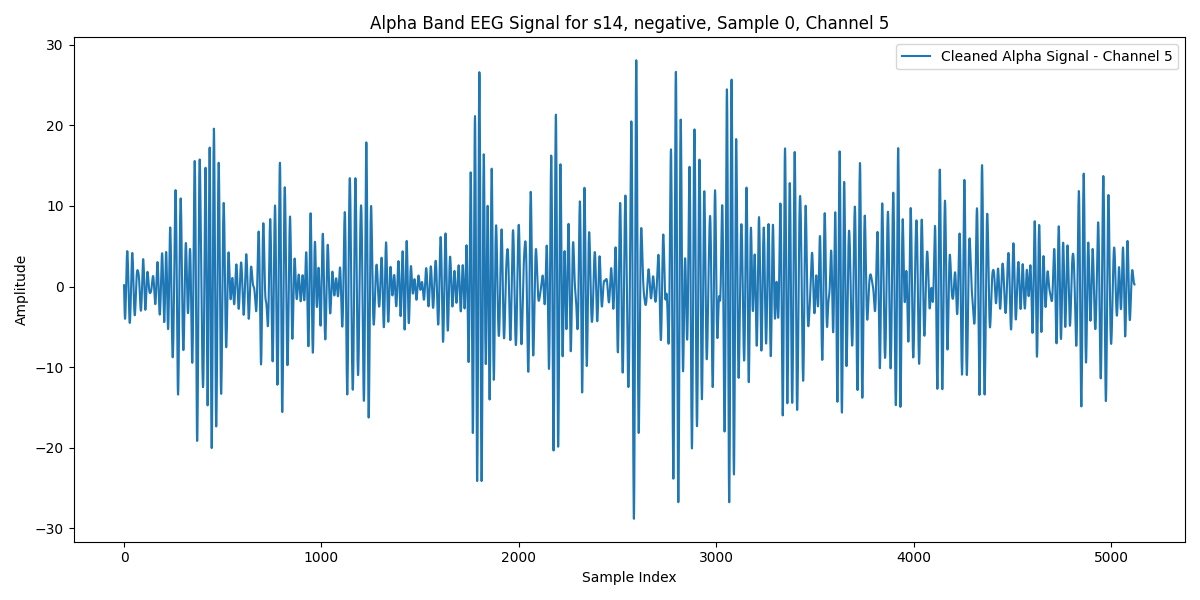 Alpha Band EEG Signal for s14, negative, Sample 0, Channel 5
Cleaned Alpha Signal - Channel 5
Amplitude
30
20
10
0
−10
−20
−30
0 1000 2000 3000 4000 5000
Sample Index